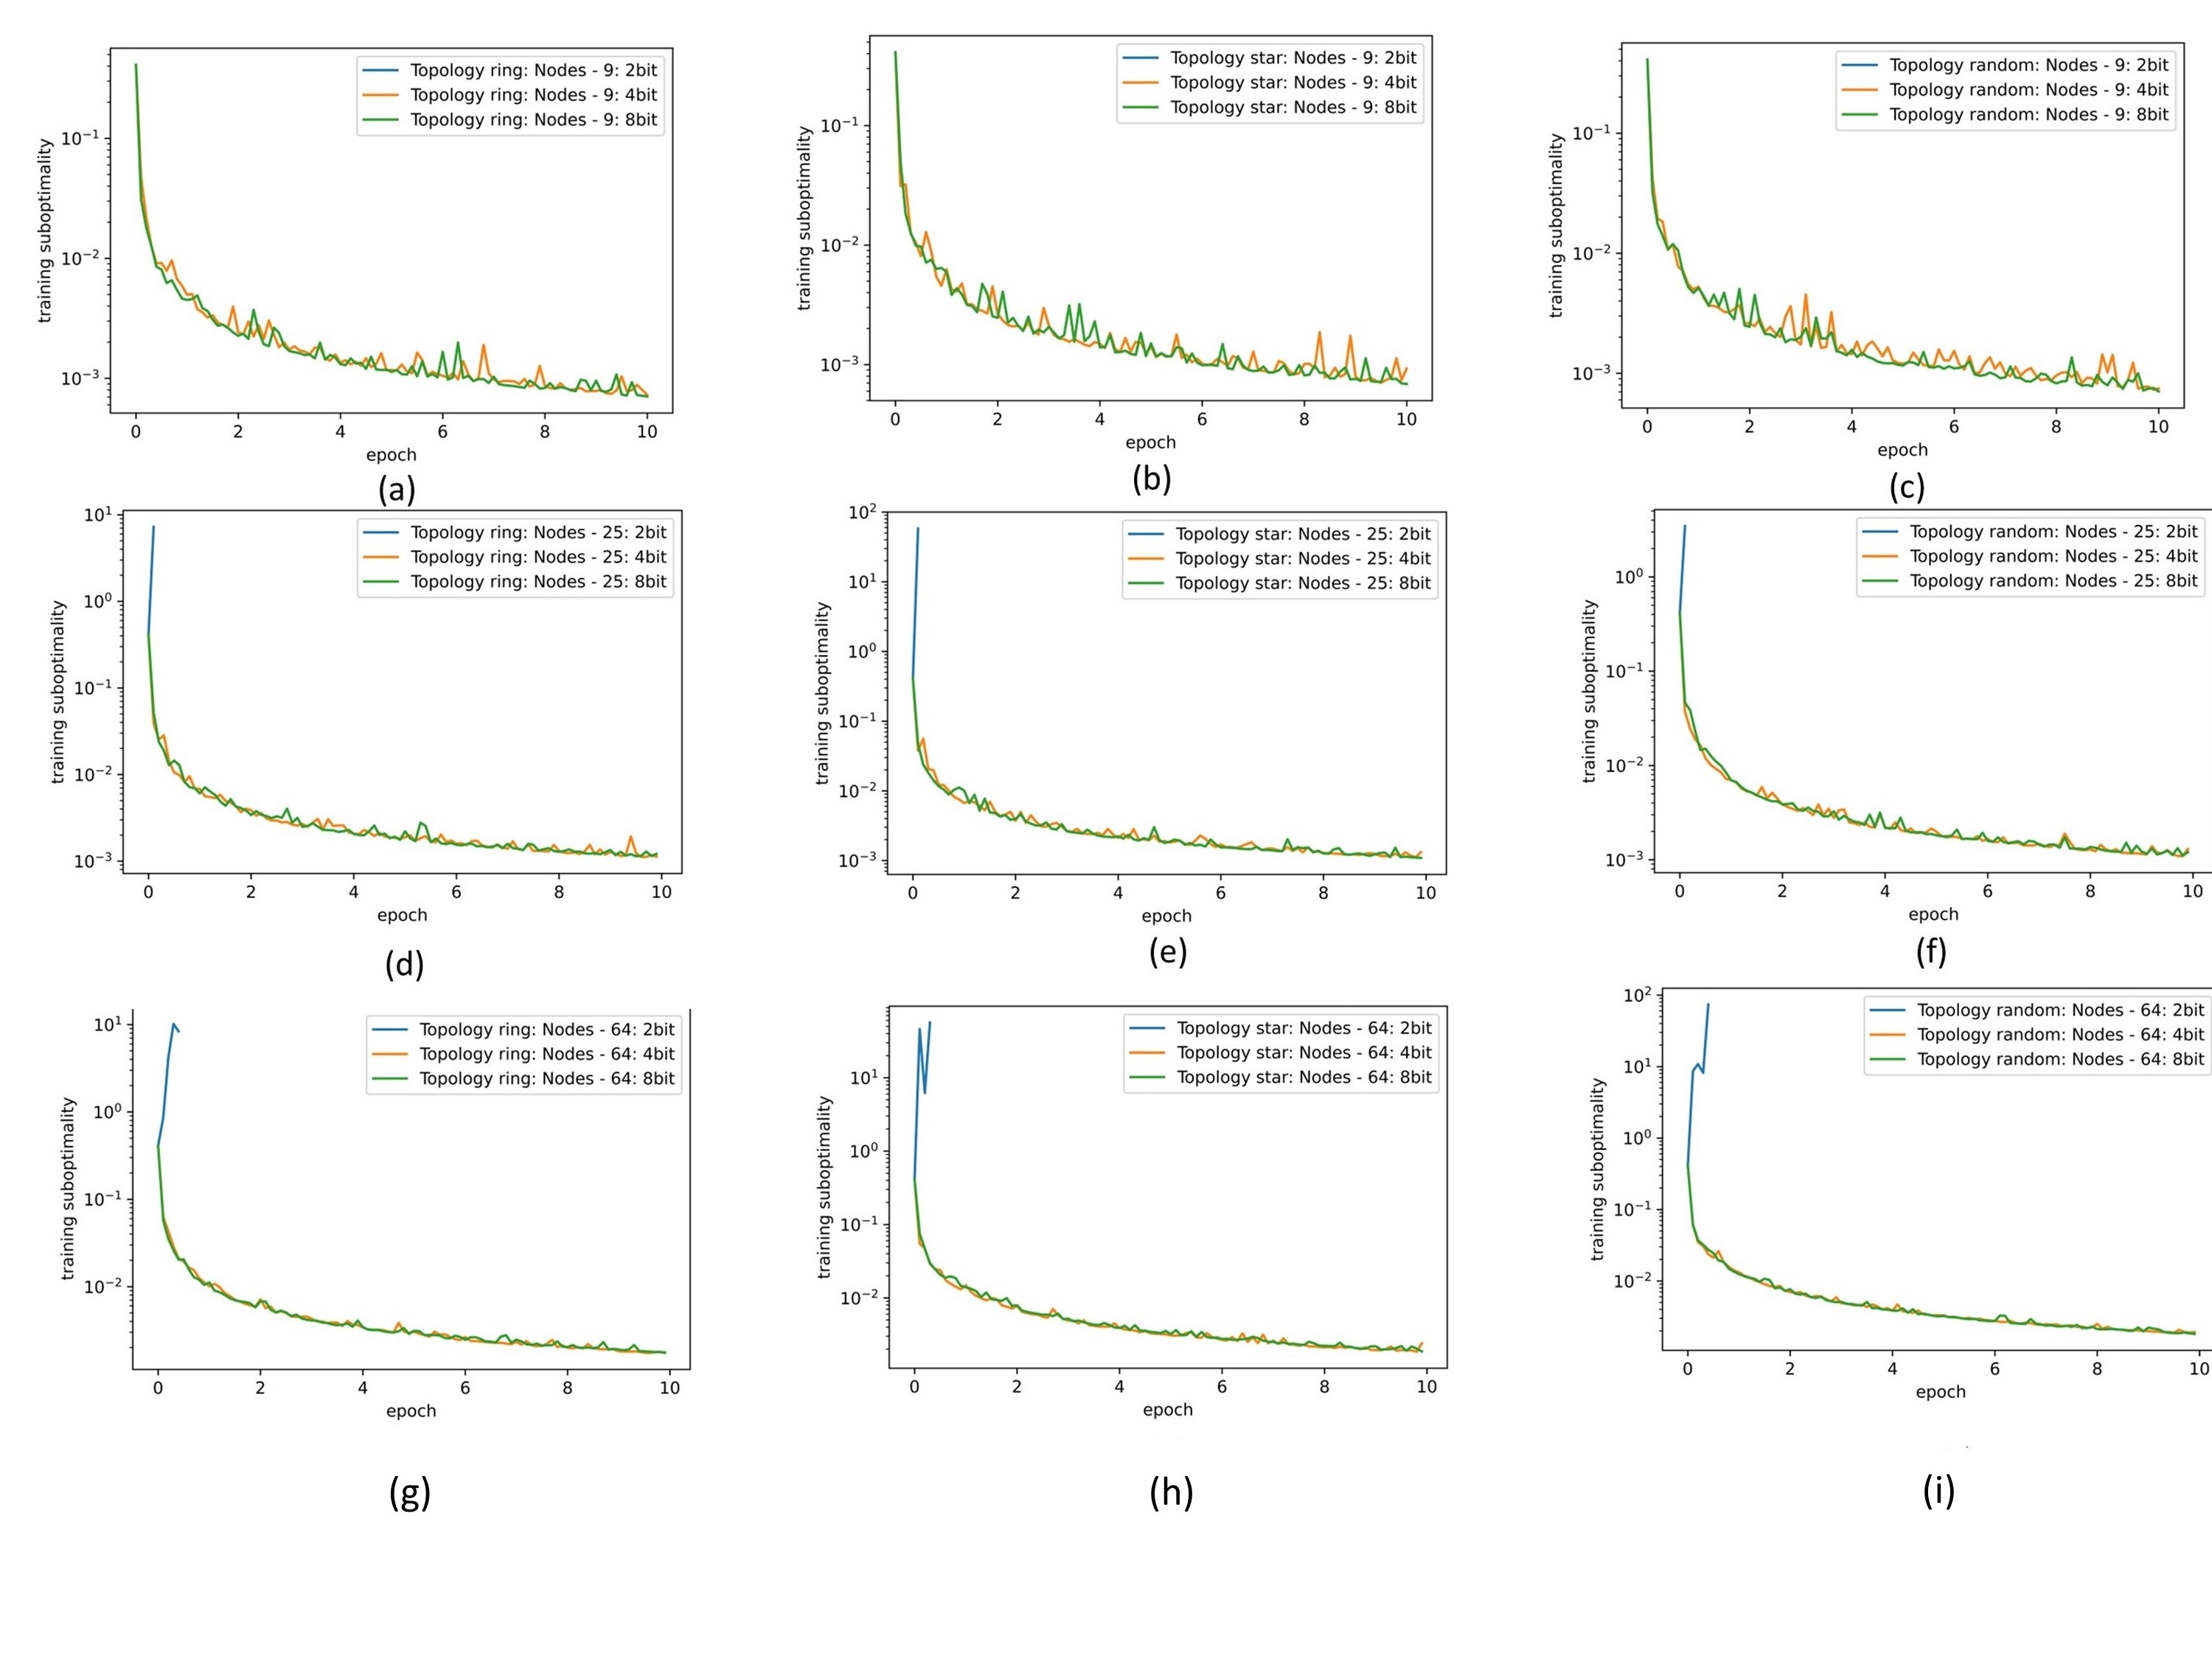 Topology ring: Nodes - 9: 2bit
Topology ring: Nodes - 9: 4bit
Topology ring: Nodes - 9: 8bit
10⁻¹
10⁻²
10⁻³
training suboptimality
0 2 4 6 8 10
epoch
(a)
Topology star: Nodes - 9: 2bit
Topology star: Nodes - 9: 4bit
Topology star: Nodes - 9: 8bit
10⁻¹
10⁻²
10⁻³
training suboptimality
0 2 4 6 8 10
epoch
(b)
Topology random: Nodes - 9: 2bit
Topology random: Nodes - 9: 4bit
Topology random: Nodes - 9: 8bit
10⁻¹
10⁻²
10⁻³
training suboptimality
0 2 4 6 8 10
epoch
(c)
Topology ring: Nodes - 25: 2bit
Topology ring: Nodes - 25: 4bit
Topology ring: Nodes - 25: 8bit
10¹
10⁰
10⁻¹
10⁻²
10⁻³
training suboptimality
0 2 4 6 8 10
epoch
(d)
Topology star: Nodes - 25: 2bit
Topology star: Nodes - 25: 4bit
Topology star: Nodes - 25: 8bit
10²
10¹
10⁰
10⁻¹
10⁻²
10⁻³
training suboptimality
0 2 4 6 8 10
epoch
(e)
Topology random: Nodes - 25: 2bit
Topology random: Nodes - 25: 4bit
Topology random: Nodes - 25: 8bit
10⁰
10⁻¹
10⁻²
10⁻³
training suboptimality
0 2 4 6 8 10
epoch
(f)
Topology ring: Nodes - 64: 2bit
Topology ring: Nodes - 64: 4bit
Topology ring: Nodes - 64: 8bit
10¹
10⁰
10⁻¹
10⁻²
training suboptimality
0 2 4 6 8 10
epoch
(g)
Topology star: Nodes - 64: 2bit
Topology star: Nodes - 64: 4bit
Topology star: Nodes - 64: 8bit
10¹
10⁰
10⁻¹
10⁻²
training suboptimality
0 2 4 6 8 10
epoch
(h)
Topology random: Nodes - 64: 2bit
Topology random: Nodes - 64: 4bit
Topology random: Nodes - 64: 8bit
10²
10¹
10⁰
10⁻¹
10⁻²
training suboptimality
0 2 4 6 8 10
epoch
(i)